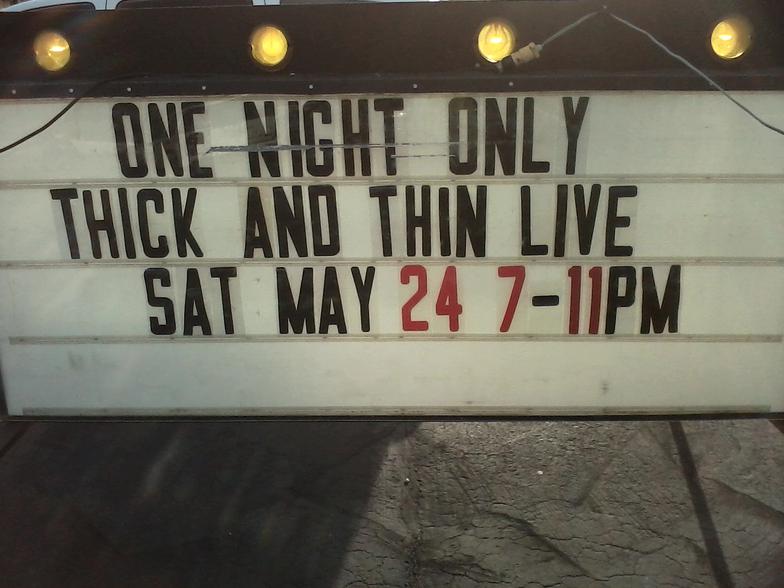 ONE NIGHT ONLY
THICK AND THIN LIVE
SAT MAY 24 7-11PM